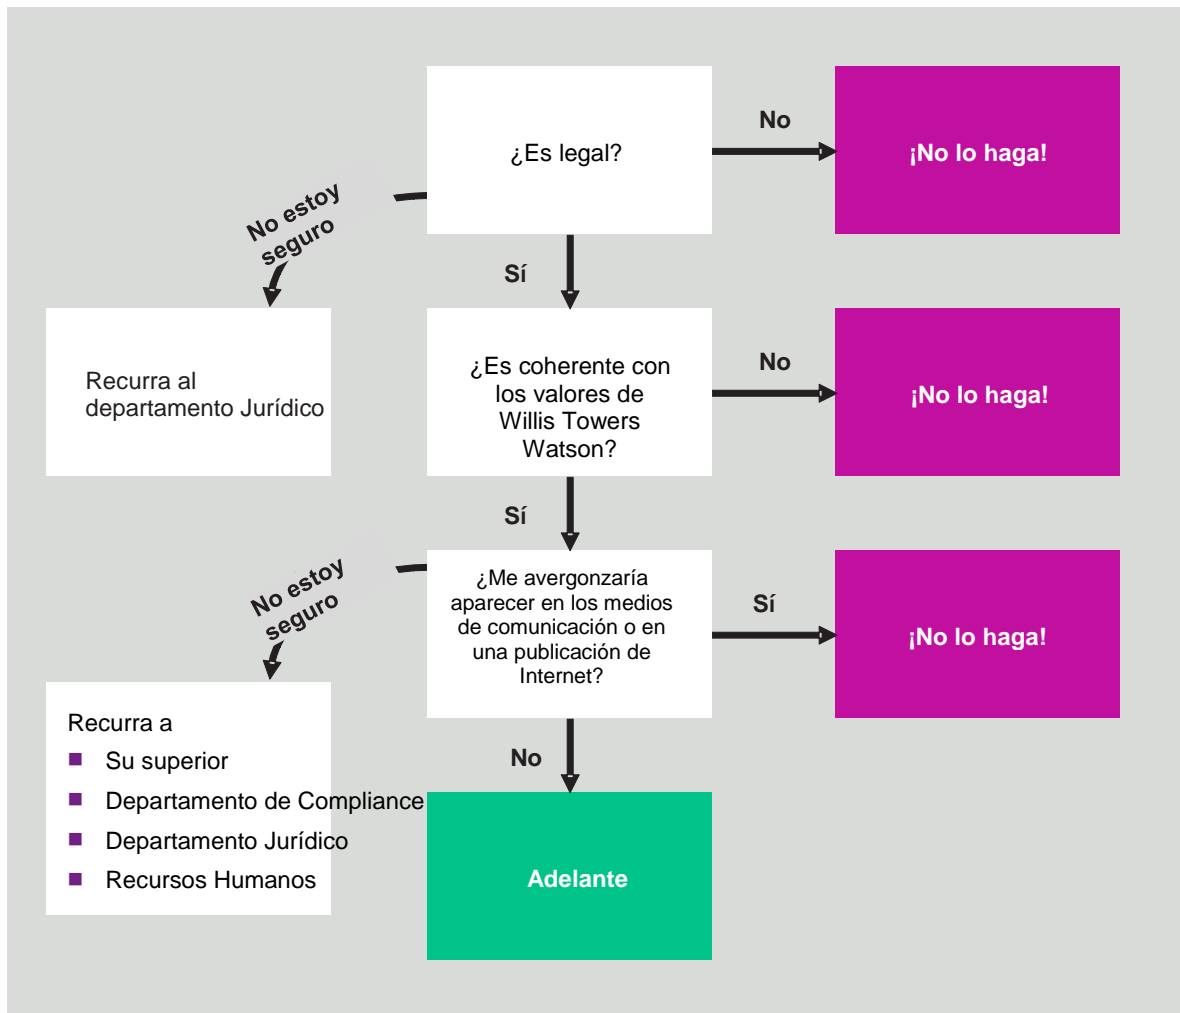 ¿Es legal?
No
¡No lo haga!
No estoy
seguro
Sí
Recurra al
departamento Jurídico
¿Es coherente con
los valores de
Willis Towers
Watson?
No
¡No lo haga!
Sí
No estoy
seguro
¿Me avergonzaría
aparecer en los medios
de comunicación o en
una publicación de
Internet?
Sí
¡No lo haga!
Recurra a
Su superior
Departamento de Compliance
Departamento Jurídico
Recursos Humanos
No
Adelante